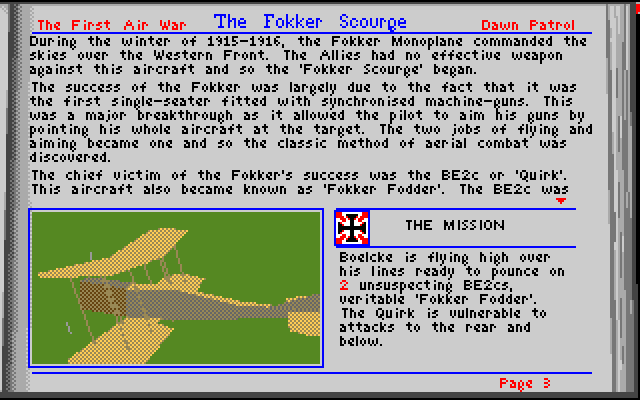 The First Air War The Fokker Scourge Dawn Patrol
During the winter of 1915-1916, the Fokker Monoplane commanded the
skies over the Western Front. The Allies had no effective weapon
against this aircraft and so the 'Fokker Scourge' began.
The success of the Fokker was largely due to the fact that it was
the first single-seater fitted with synchronised machine-guns. This
was a major breakthrough as it allowed the pilot to aim his guns by
pointing his whole aircraft at the target. The two jobs of flying and
aiming became one and so the classic method of aerial combat was
discovered.
The chief victim of the Fokker's success was the BE2c or 'Quirk'.
This aircraft also became known as 'Fokker Fodder'. The BE2c was
THE MISSION
Boelcke is flying high over
his lines ready to pounce on
2 unsuspecting BE2cs,
veritable 'Fokker Fodder'.
The Quirk is vulnerable to
attacks to the rear and
below.
Page 3